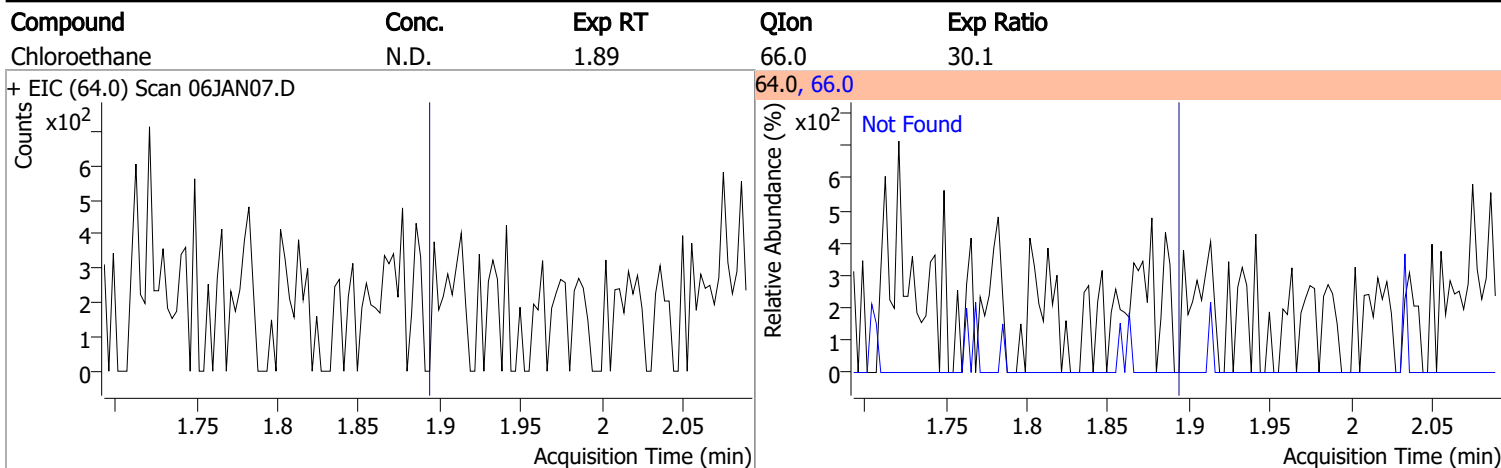 Compound Conc. Exp RT QIon Exp Ratio
Chloroethane N.D. 1.89 66.0 30.1
+ EIC (64.0) Scan 06JAN07.D
Counts
x10²
6
5
4
3
2
1
0
1.75 1.8 1.85 1.9 1.95 2 2.05
Acquisition Time (min)
64.0, 66.0
Relative Abundance (%)
x10²
Not Found
6
5
4
3
2
1
0
1.75 1.8 1.85 1.9 1.95 2 2.05
Acquisition Time (min)